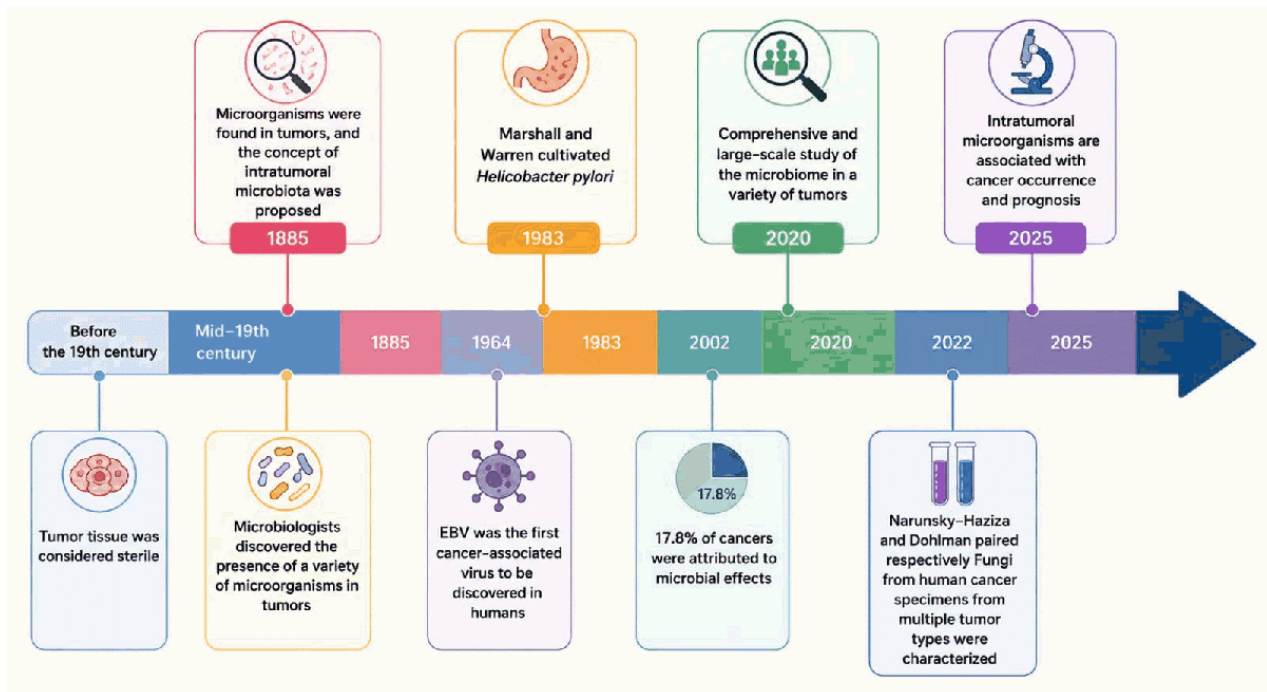 Microorganisms were
found in tumors, and
the concept of
intratumoral
microbiota was
proposed
1885
Marshall and
Warren cultivated
Helicobacter pylori
1983
Comprehensive and
large-scale study of
the microbiome in a
variety of tumors
2020
Intratumoral
microorganisms are
associated with
cancer occurrence
and prognosis
2025
Before
the 19th century
Mid-19th
century
1885
1964
1983
2002
2020
2022
2025
Tumor tissue was
considered sterile
Microbiologists
discovered the
presence of a variety
of microorganisms in
tumors
EBV was the first
cancer-associated
virus to be
discovered in
humans
17.8%
17.8% of cancers
were attributed to
microbial effects
Narunsky-Haziza
and Dohlman paired
respectively Fungi
from human cancer
specimens from
multiple tumor
types were
characterized